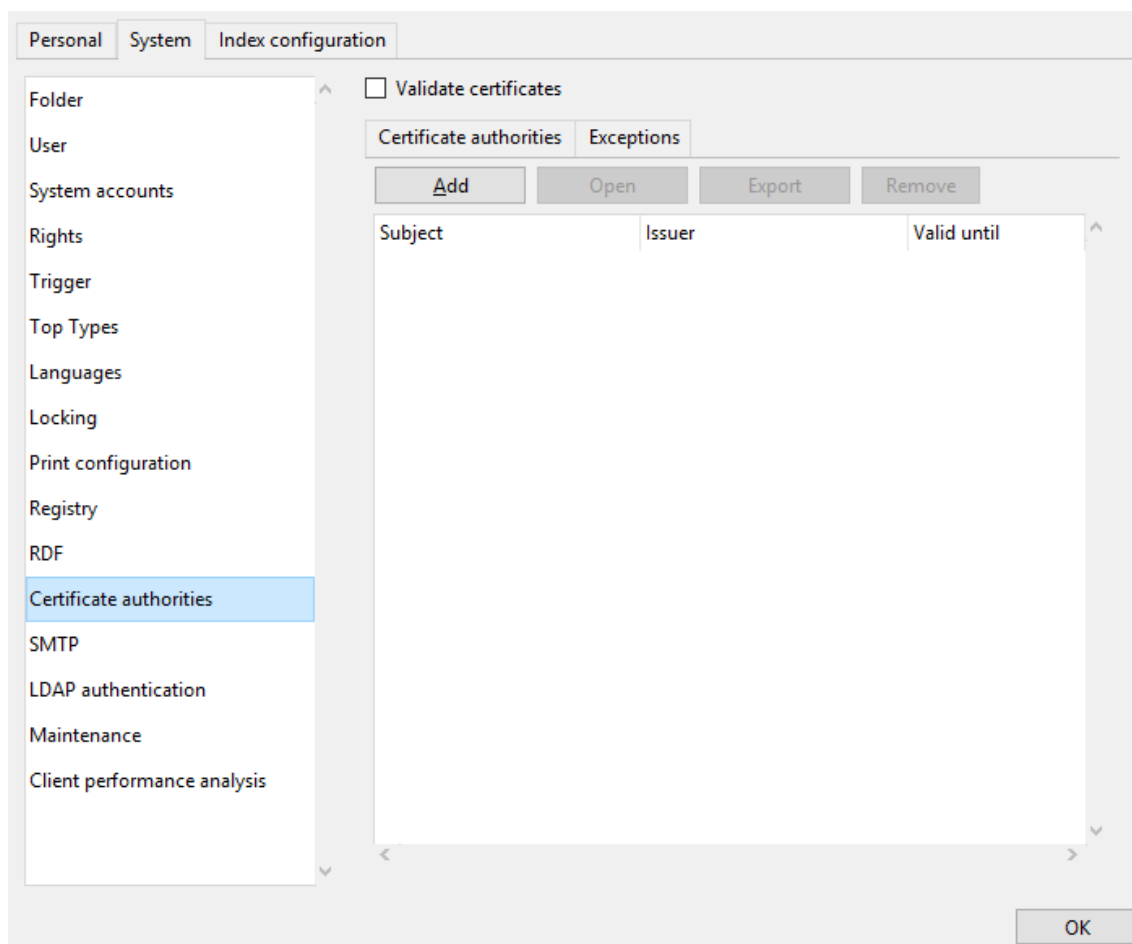 Personal System Index configuration
Folder
User
System accounts
Rights
Trigger
Top Types
Languages
Locking
Print configuration
Registry
RDF
Certificate authorities
SMTP
LDAP authentication
Maintenance
Client performance analysis
Validate certificates
Certificate authorities Exceptions
Add Open Export Remove
Subject Issuer Valid until
OK